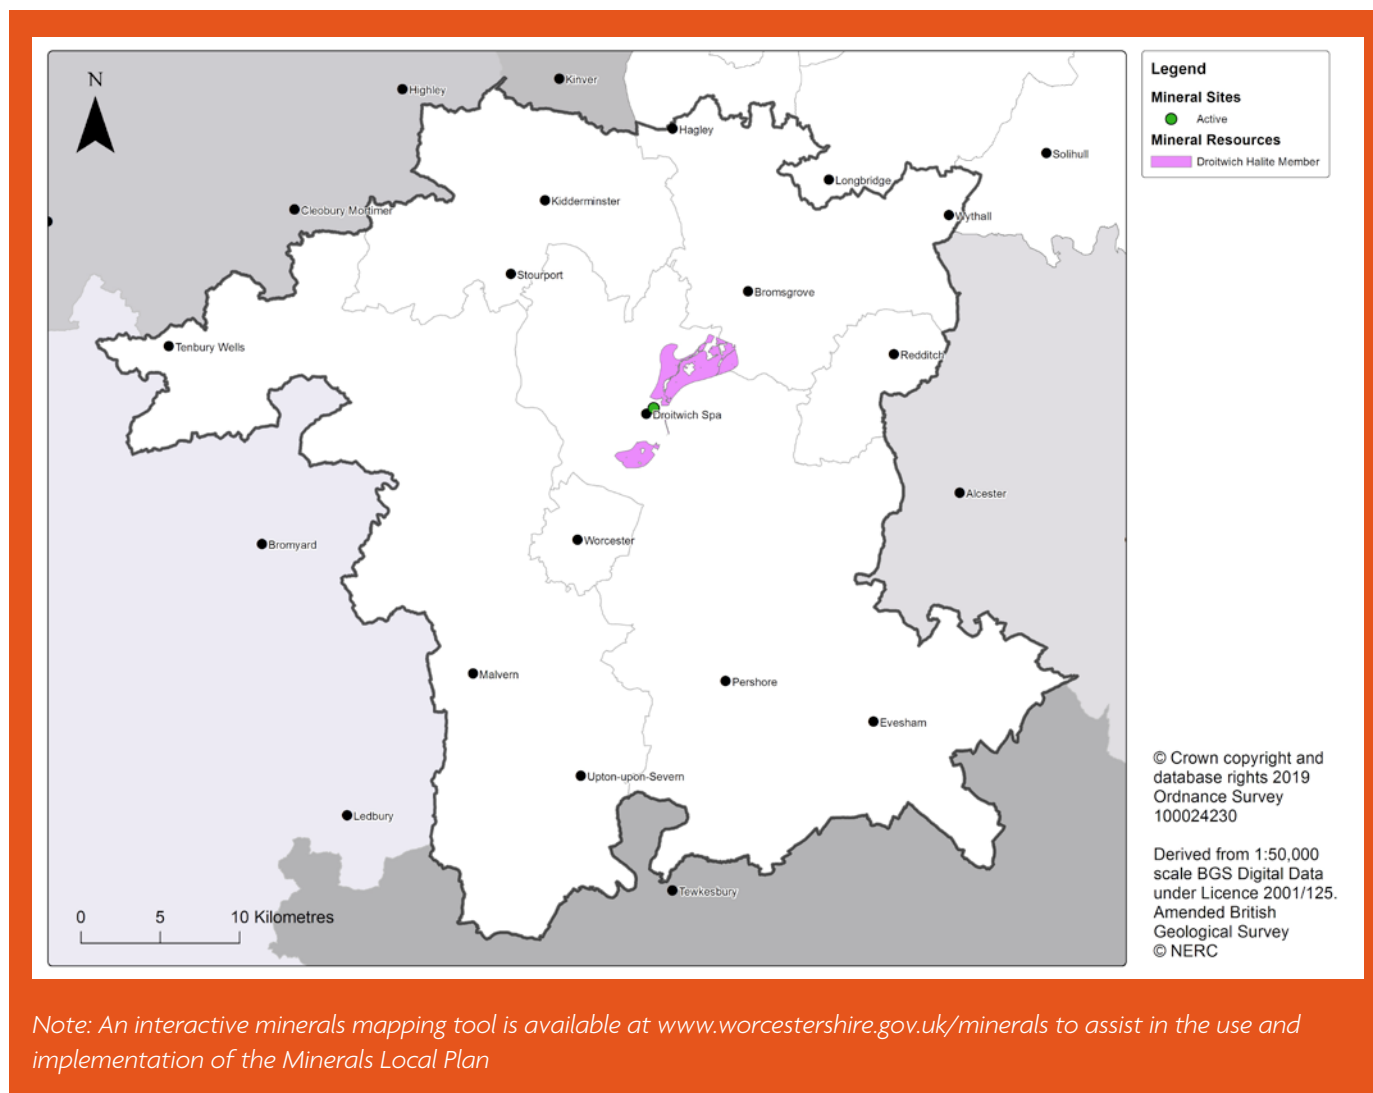 N
Highley
Kinver
Hagley
Solihull
Longbridge
Kidderminster
Cleobury Mortimer
Wythall
Stourport
Bromsgrove
Tenbury Wells
Redditch
Droitwich Spa
Alcester
Worcester
Bromyard
Malvern
Pershore
Evesham
Upton-upon-Severn
Ledbury
Tewkesbury
0 5 10 Kilometres
Legend
Mineral Sites
Active
Mineral Resources
Droitwich Halite Member
© Crown copyright and
database rights 2019
Ordnance Survey
100024230
Derived from 1:50,000
scale BGS Digital Data
under Licence 2001/125.
Amended British
Geological Survey
© NERC
Note: An interactive minerals mapping tool is available at www.worcestershire.gov.uk/minerals to assist in the use and
implementation of the Minerals Local Plan